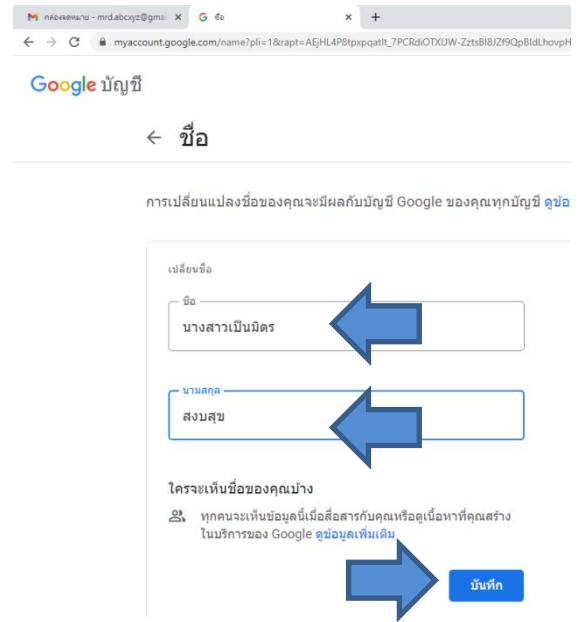 กล่องจดหมาย - mrd.abcxyz@gmai
ชื่อ
myaccount.google.com/name?pli=1&rapt=AEjHL4P8tpxpqatlt_7PCRdiOTXUW-ZztsBl8JZf9QpBldLhovpH
Google บัญชี
ชื่อ
การเปลี่ยนแปลงชื่อของคุณจะมีผลกับบัญชี Google ของคุณทุกบัญชี ดูข้อ
เปลี่ยนชื่อ
ชื่อ
นางสาวเป็นมิตร
นามสกุล
สงบสุข
ใครจะเห็นชื่อของคุณบ้าง
ทุกคนจะเห็นข้อมูลนี้เมื่อสื่อสารกับคุณหรือดูเนื้อหาที่คุณสร้าง
ในบริการของ Google ดูข้อมูลเพิ่มเติม
บันทึก